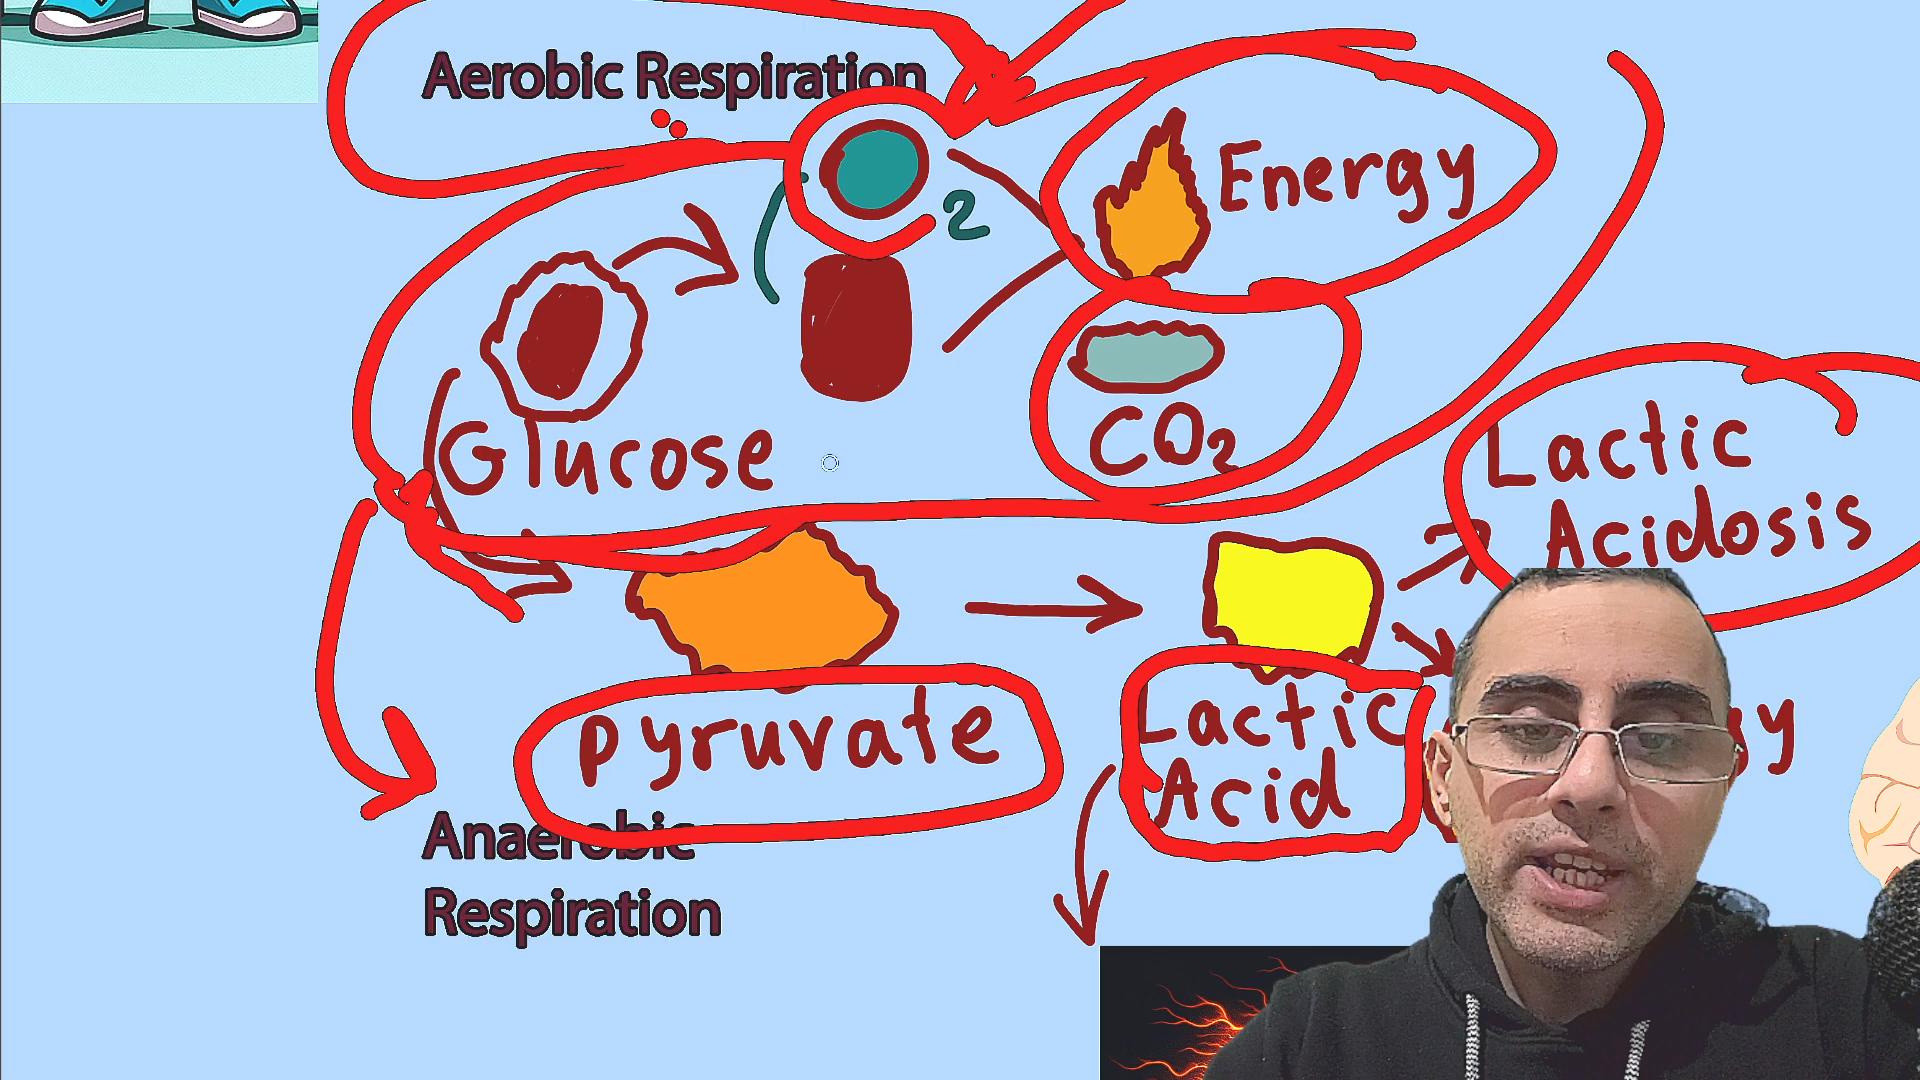 Aerobic Respiration
2
Energy
Glucose
CO2
Lactic
Acidosis
pyruvate
Lactic
Acid
Anaerobic
Respiration